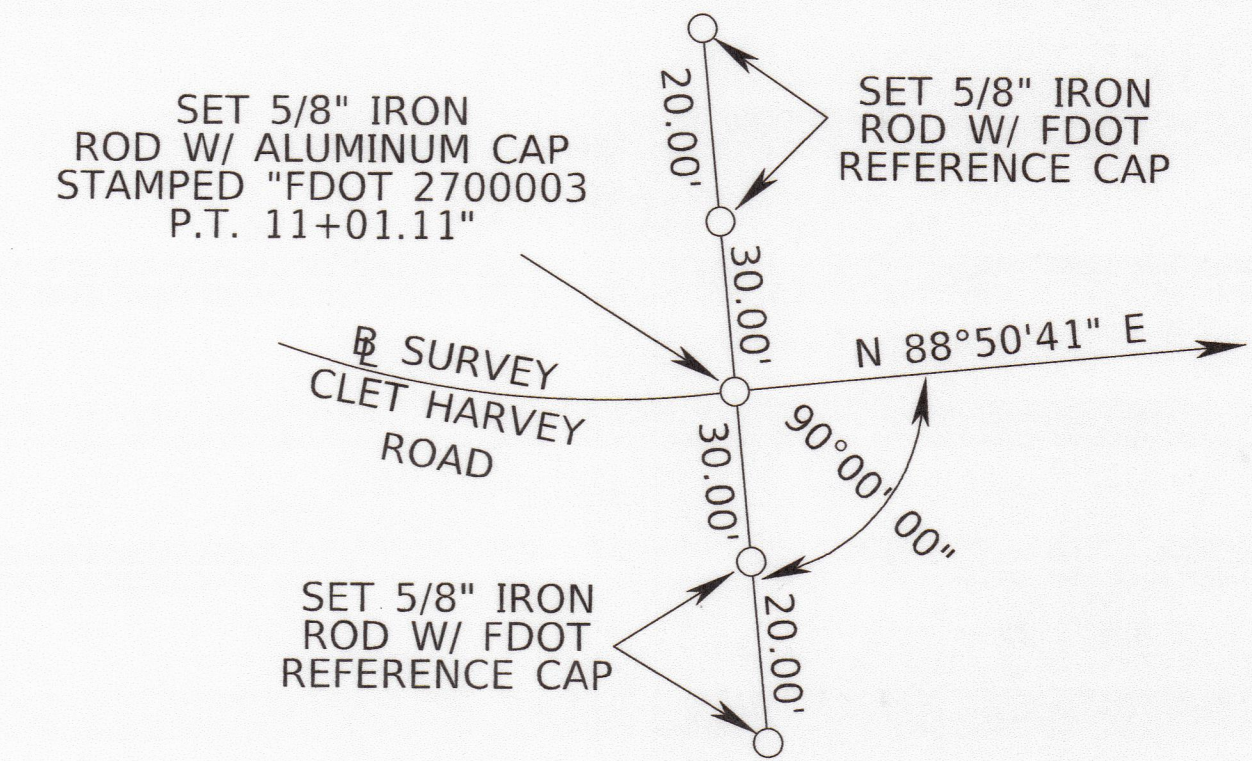 SET 5/8" IRON
ROD W/ ALUMINUM CAP
STAMPED "FDOT 2700003
P.T. 11+01.11"
20.00'
SET 5/8" IRON
ROD W/ FDOT
REFERENCE CAP
30.00'
B̵L SURVEY
CLET HARVEY
ROAD
N 88°50'41" E
30.00'
90°00' 00"
SET 5/8" IRON
ROD W/ FDOT
REFERENCE CAP
20.00'